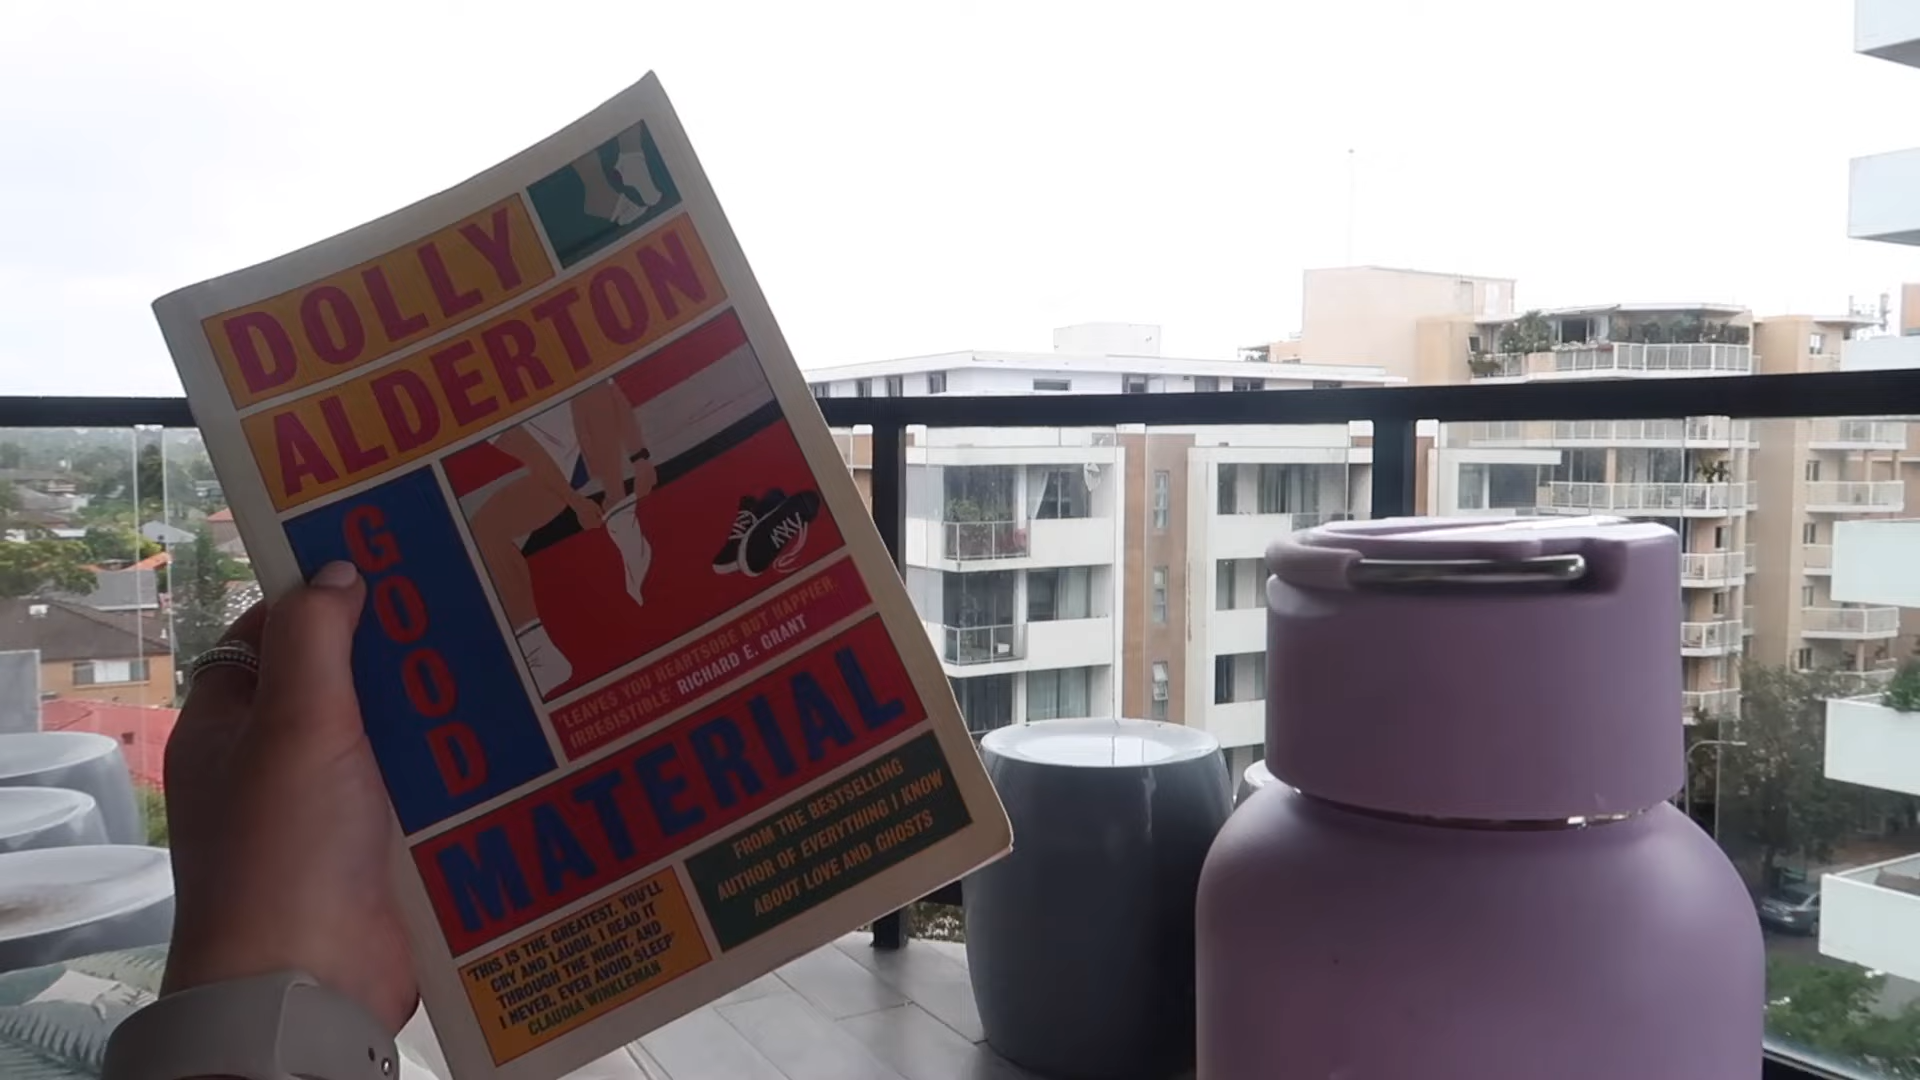 DOLLY
ALDERTON
GOOD
'LEAVES YOU HEARTSORE BUT HAPPIER.
IRRESISTIBLE' RICHARD E. GRANT
MATERIAL
FROM THE BESTSELLING
AUTHOR OF EVERYTHING I KNOW
ABOUT LOVE AND GHOSTS
'THIS IS THE GREATEST. YOU'LL
CRY AND LAUGH. I READ IT
THROUGH THE NIGHT. AND
I NEVER, EVER AVOID SLEEP'
CLAUDIA WINKLEMAN